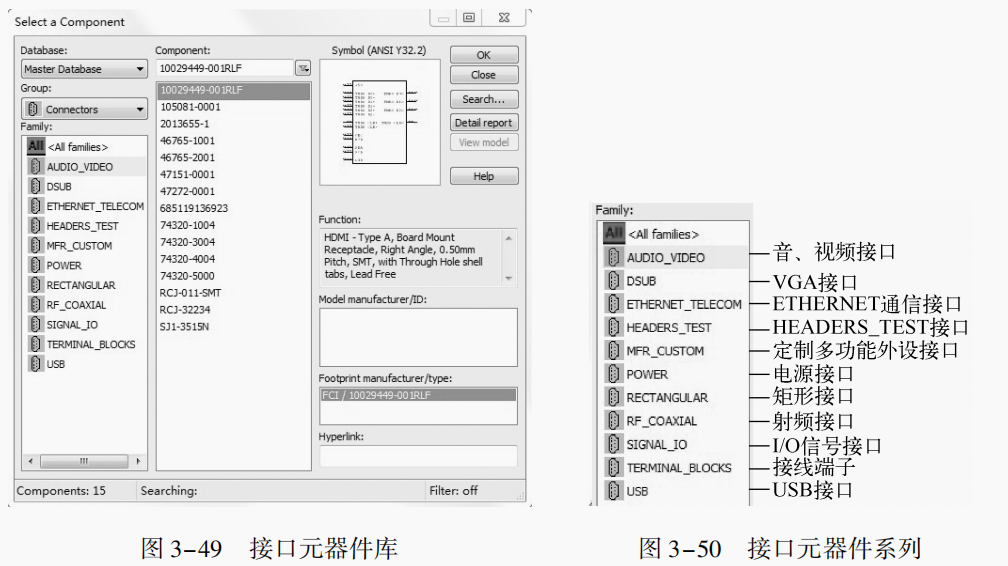 Select a Component
Database:
Master Database
Group:
Connectors
Family:
All <All families>
AUDIO_VIDEO
DSUB
ETHERNET_TELECOM
HEADERS_TEST
MFR_CUSTOM
POWER
RECTANGULAR
RF_COAXIAL
SIGNAL_IO
TERMINAL_BLOCKS
USB
Component:
10029449-001RLF
10029449-001RLF
105081-0001
2013655-1
46765-1001
46765-2001
47151-0001
47272-0001
685119136923
74320-1004
74320-3004
74320-4004
74320-5000
RCJ-011-SMT
RCJ-32234
SJ1-3515N
Symbol (ANSI Y32.2)
Function:
HDMI - Type A, Board Mount
Receptacle, Right Angle, 0.50mm
Pitch, SMT, with Through Hole shell
tabs, Lead Free
Model manufacturer/ID:
Footprint manufacturer/type:
FCI / 10029449-001RLF
Hyperlink:
OK
Close
Search...
Detail report
View model
Help
Components: 15
Searching:
Filter: off
图 3-49 接口元器件库
Family:
All <All families>
AUDIO_VIDEO 音、视频接口
DSUB VGA接口
ETHERNET_TELECOM ETHERNET通信接口
HEADERS_TEST HEADERS_TEST接口
MFR_CUSTOM 定制多功能外设接口
POWER 电源接口
RECTANGULAR 矩形接口
RF_COAXIAL 射频接口
SIGNAL_IO I/O信号接口
TERMINAL_BLOCKS 接线端子
USB USB接口
图 3-50 接口元器件系列